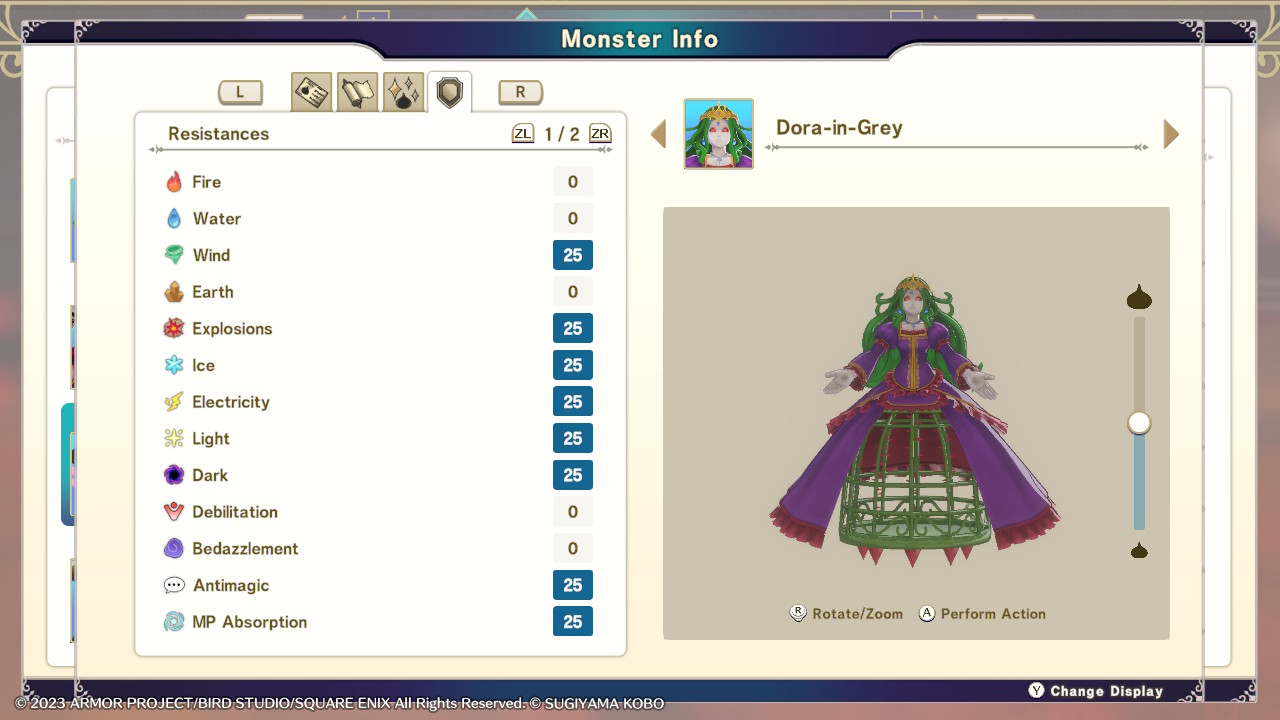 Monster Info
L
R
Resistances
ZL 1 / 2 ZR
Fire 0
Water 0
Wind 25
Earth 0
Explosions 25
Ice 25
Electricity 25
Light 25
Dark 25
Debilitation 0
Bedazzlement 0
Antimagic 25
MP Absorption 25
Dora-in-Grey
R Rotate/Zoom A Perform Action
Y Change Display
© 2023 ARMOR PROJECT/BIRD STUDIO/SQUARE ENIX All Rights Reserved. © SUGIYAMA KOBO